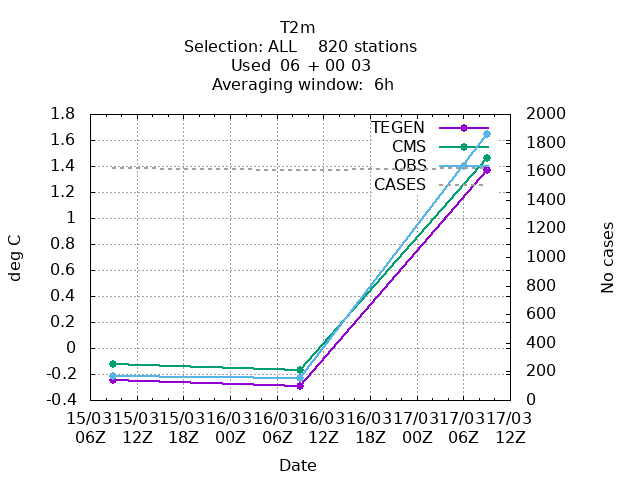 T2m
Selection: ALL    820 stations
Used 06 + 00 03
Averaging window:  6h
1.8
1.6
1.4
1.2
1
0.8
0.6
0.4
0.2
0
-0.2
-0.4
2000
1800
1600
1400
1200
1000
800
600
400
200
0
deg C
No cases
TEGEN
CMS
OBS
CASES
15/03 15/03 15/03 16/03 16/03 16/03 16/03 17/03 17/03 17/03
06Z 12Z 18Z 00Z 06Z 12Z 18Z 00Z 06Z 12Z
Date